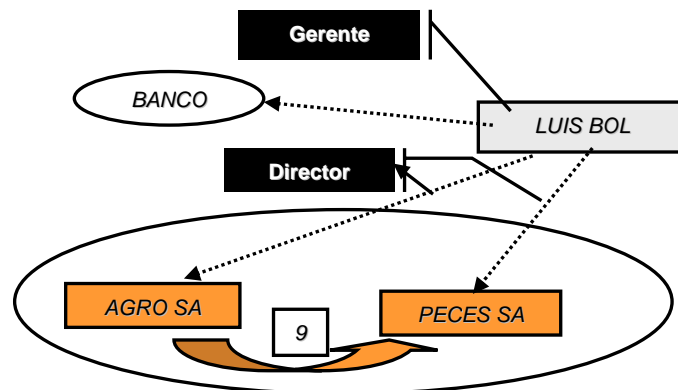 Gerente
BANCO
LUIS BOL
Director
AGRO SA
9
PECES SA